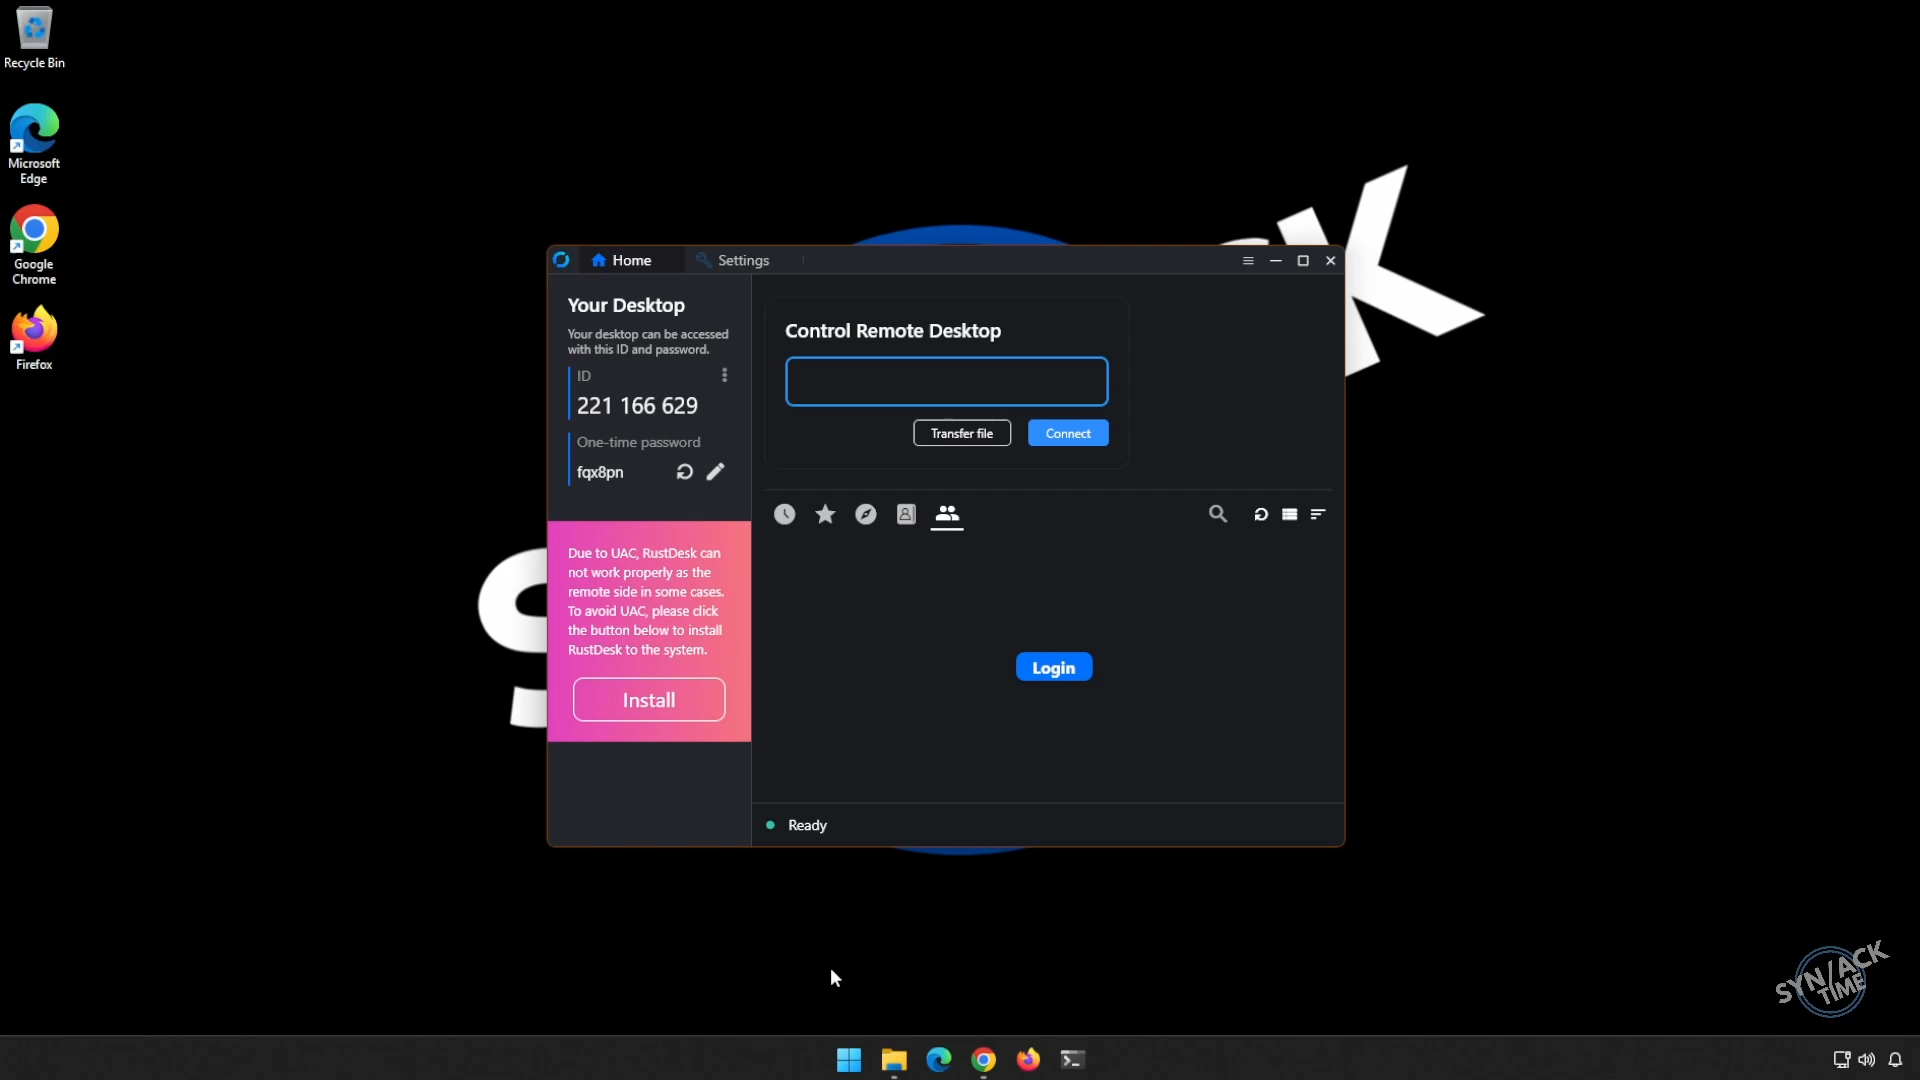 Recycle Bin
Microsoft
Edge
Google
Chrome
Firefox
Home
Settings
Your Desktop
Your desktop can be accessed
with this ID and password.
ID
221 166 629
One-time password
fqx8pn
Due to UAC, RustDesk can
not work properly as the
remote side in some cases.
To avoid UAC, please click
the button below to install
RustDesk to the system.
Install
Control Remote Desktop
Transfer file
Connect
Login
Ready
S
K
SYN/ACK
TIME